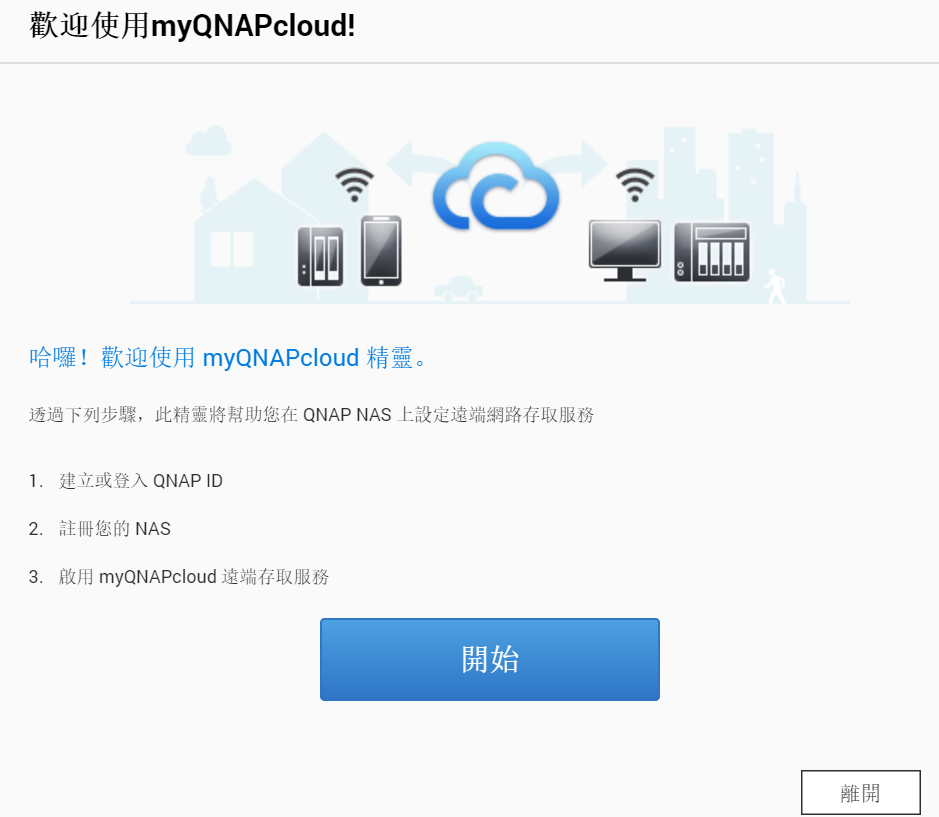 歡迎使用myQNAPcloud!
哈囉！歡迎使用 myQNAPcloud 精靈。
透過下列步驟，此精靈將幫助您在 QNAP NAS 上設定遠端網路存取服務
1. 建立或登入 QNAP ID
2. 註冊您的 NAS
3. 啟用 myQNAPcloud 遠端存取服務
開始
離開